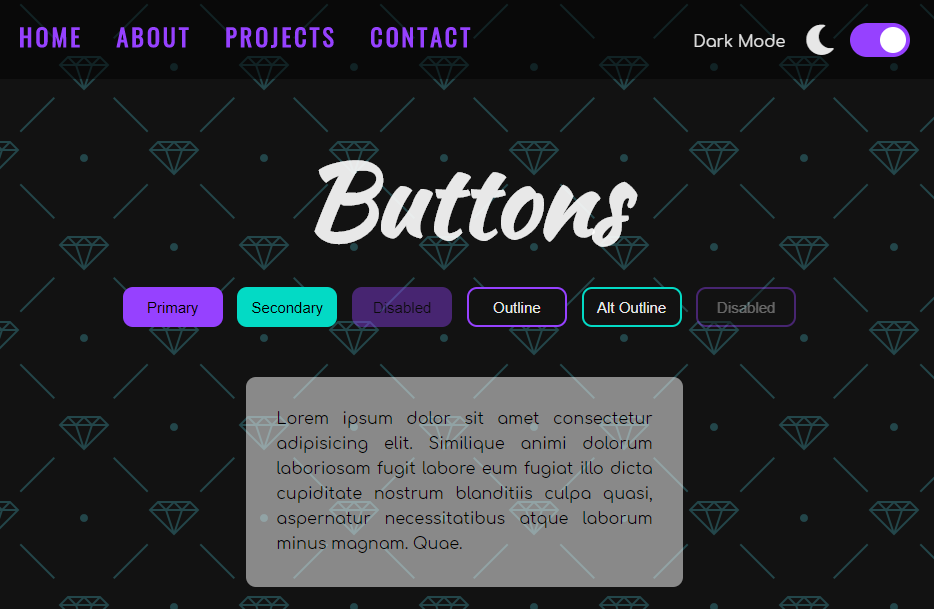 HOME ABOUT PROJECTS CONTACT Dark Mode
Buttons
Primary Secondary Disabled Outline Alt Outline Disabled
Lorem ipsum dolor sit amet consectetur
adipisicing elit. Similique animi dolorum
laboriosam fugit labore eum fugiat illo dicta
cupiditate nostrum blanditiis culpa quasi,
aspernatur necessitatibus atque laborum
minus magnam. Quae.